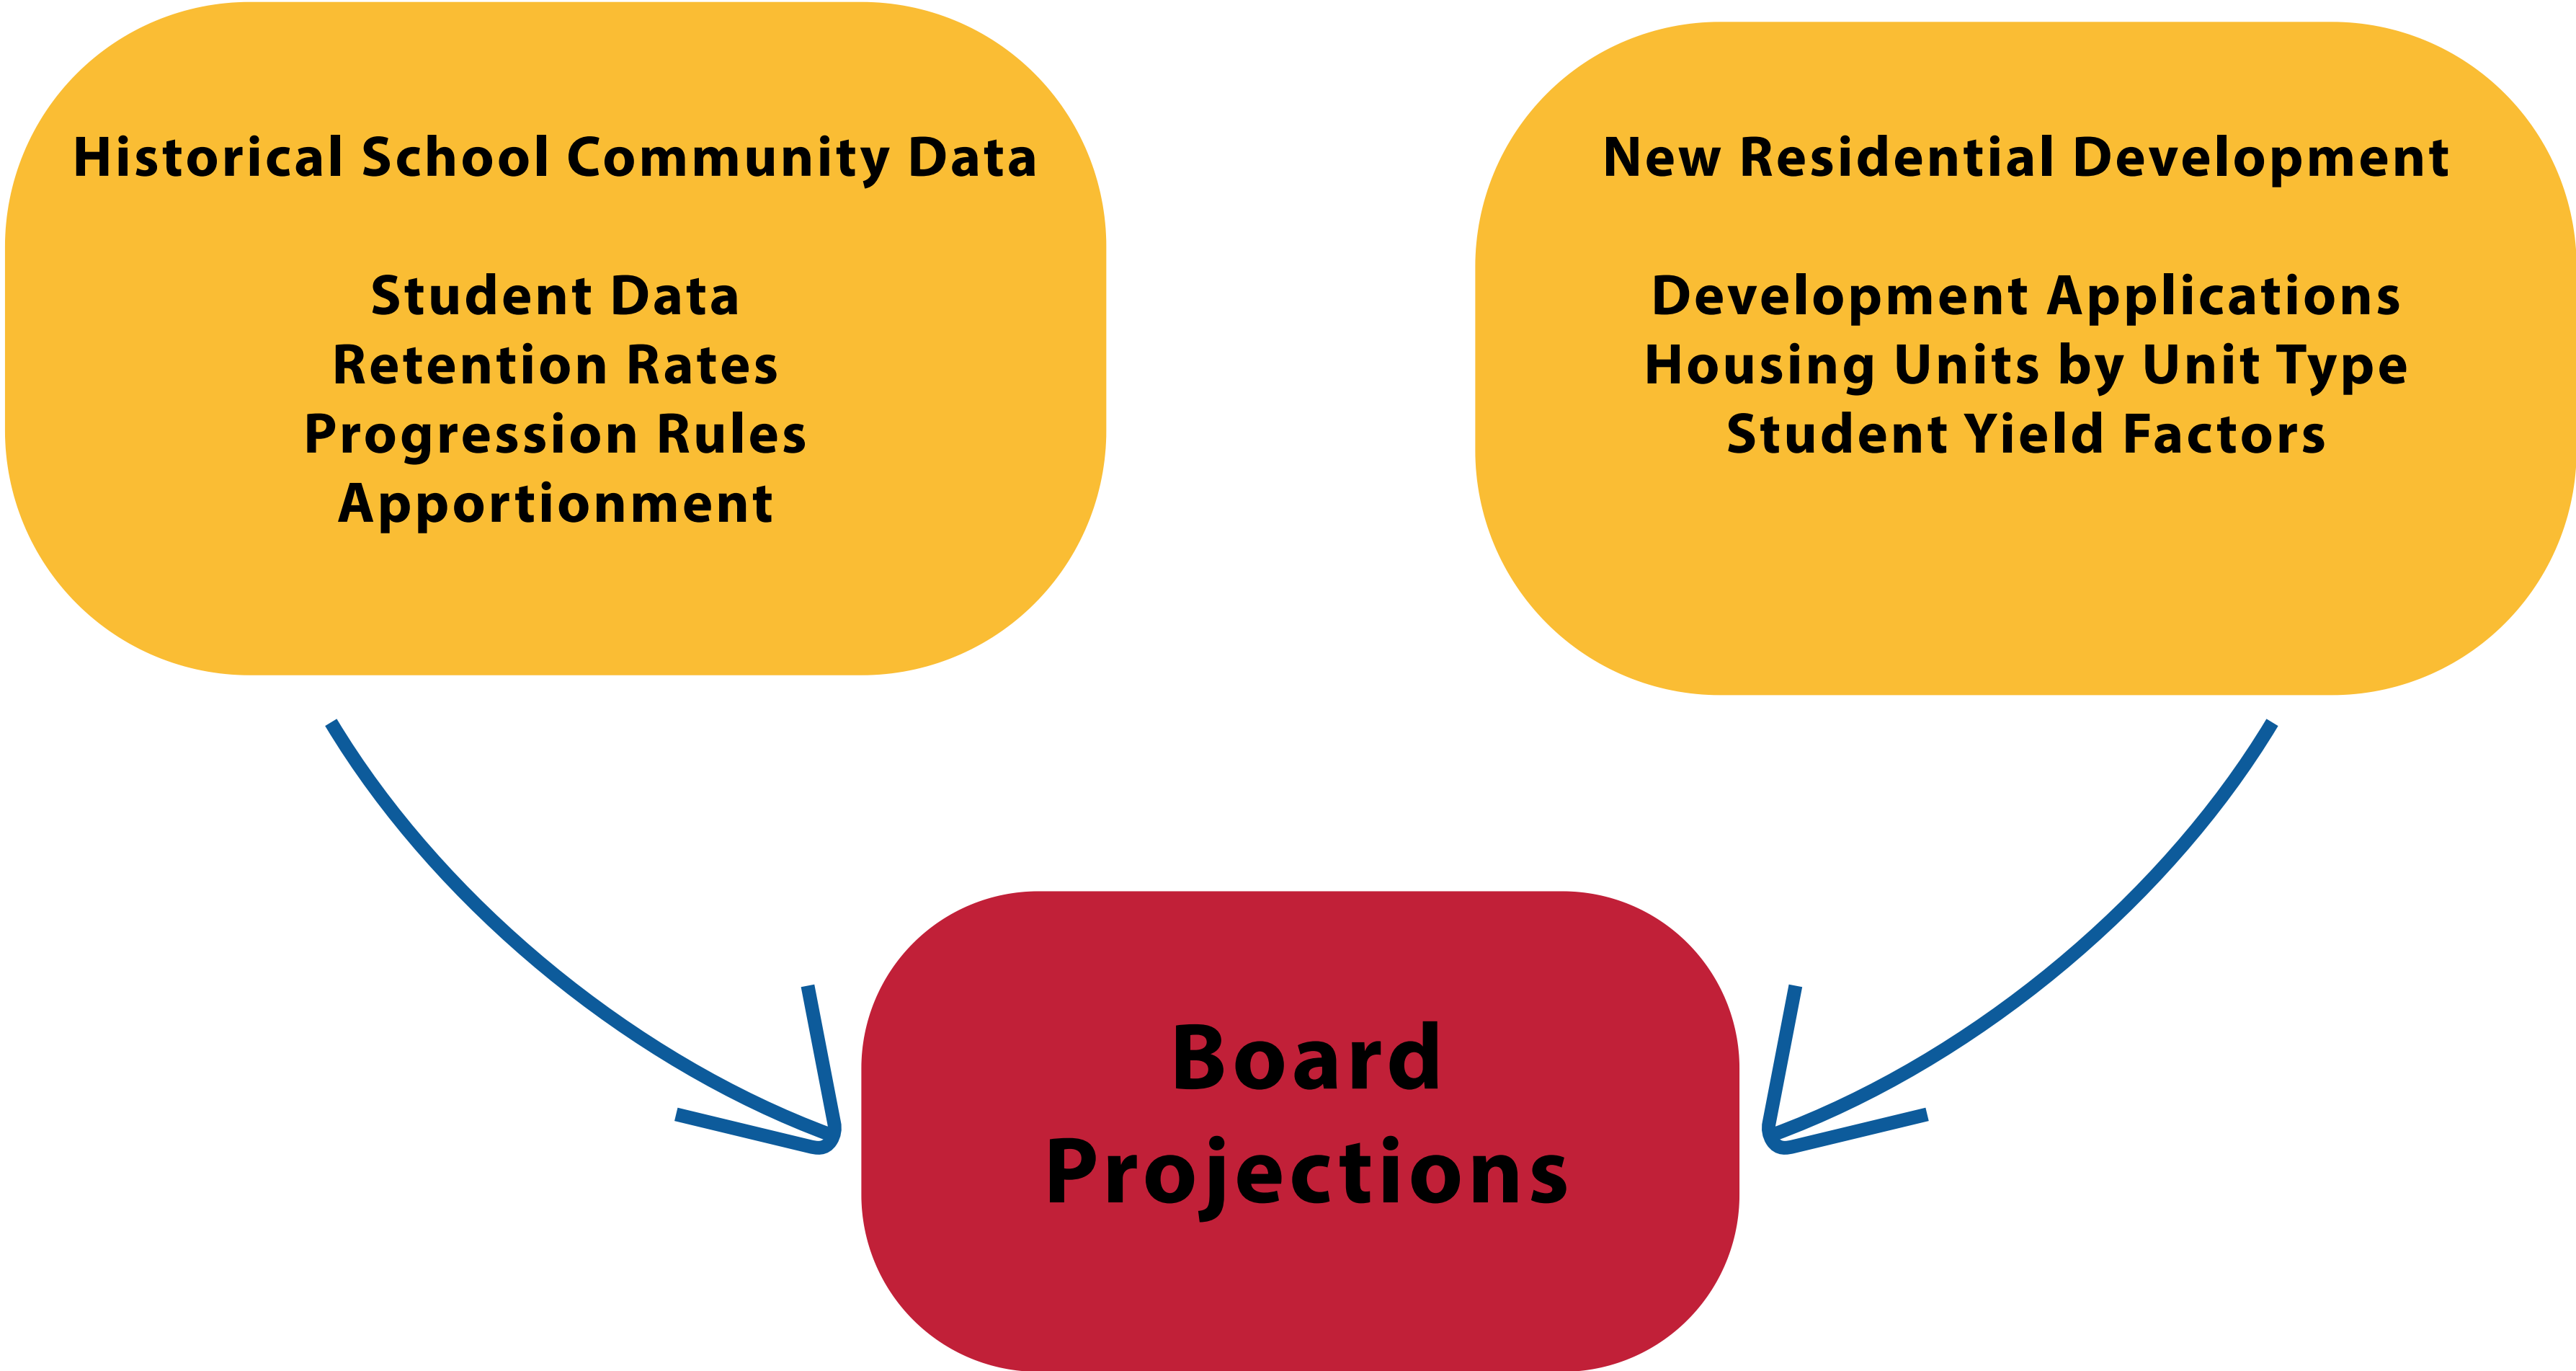 Historical School Community Data
Student Data
Retention Rates
Progression Rules
Apportionment
New Residential Development
Development Applications
Housing Units by Unit Type
Student Yield Factors
Board
Projections